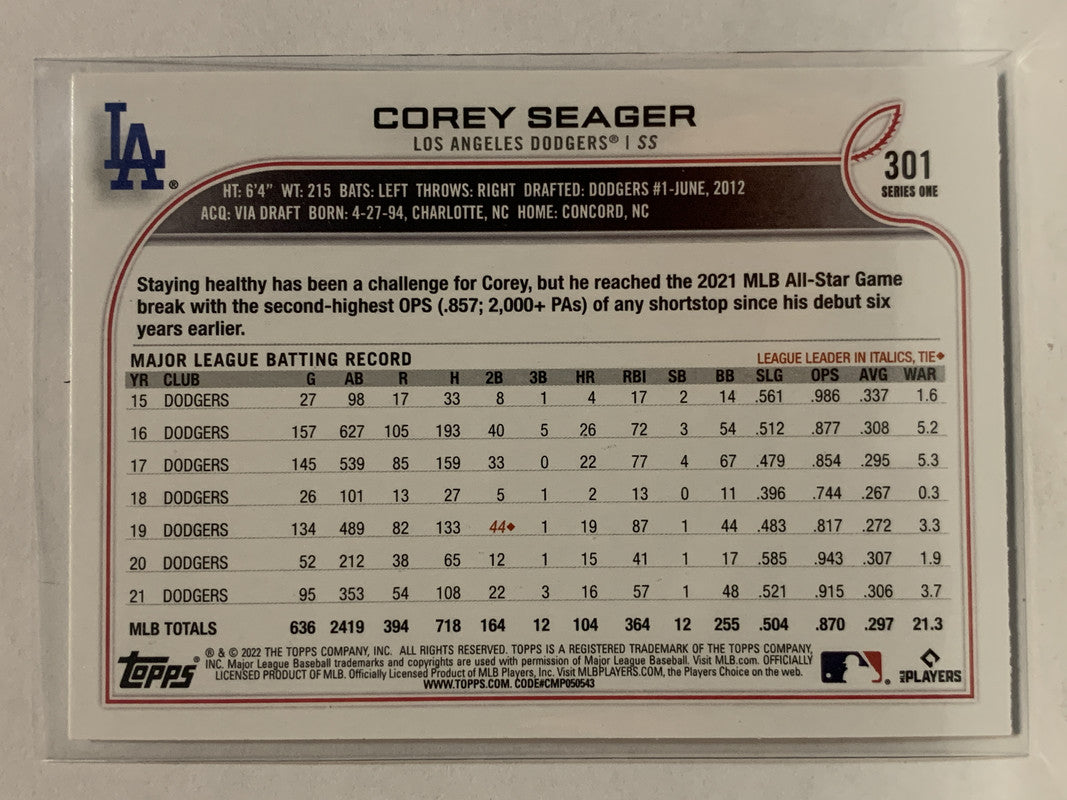 LA®
COREY SEAGER
LOS ANGELES DODGERS® | SS
301
SERIES ONE
HT: 6'4" WT: 215 BATS: LEFT THROWS: RIGHT DRAFTED: DODGERS #1-JUNE, 2012
ACQ: VIA DRAFT BORN: 4-27-94, CHARLOTTE, NC HOME: CONCORD, NC
Staying healthy has been a challenge for Corey, but he reached the 2021 MLB All-Star Game
break with the second-highest OPS (.857; 2,000+ PAs) of any shortstop since his debut six
years earlier.
MAJOR LEAGUE BATTING RECORD LEAGUE LEADER IN ITALICS, TIE◆
YR CLUB G AB R H 2B 3B HR RBI SB BB SLG OPS AVG WAR
15 DODGERS 27 98 17 33 8 1 4 17 2 14 .561 .986 .337 1.6
16 DODGERS 157 627 105 193 40 5 26 72 3 54 .512 .877 .308 5.2
17 DODGERS 145 539 85 159 33 0 22 77 4 67 .479 .854 .295 5.3
18 DODGERS 26 101 13 27 5 1 2 13 0 11 .396 .744 .267 0.3
19 DODGERS 134 489 82 133 44◆ 1 19 87 1 44 .483 .817 .272 3.3
20 DODGERS 52 212 38 65 12 1 15 41 1 17 .585 .943 .307 1.9
21 DODGERS 95 353 54 108 22 3 16 57 1 48 .521 .915 .306 3.7
MLB TOTALS 636 2419 394 718 164 12 104 364 12 255 .504 .870 .297 21.3
topps®
® & © 2022 THE TOPPS COMPANY, INC. ALL RIGHTS RESERVED. TOPPS IS A REGISTERED TRADEMARK OF THE TOPPS COMPANY,
INC. Major League Baseball trademarks and copyrights are used with permission of Major League Baseball. Visit MLB.com. OFFICIALLY
LICENSED PRODUCT OF MLB. Officially Licensed Product of MLB Players, Inc. Visit MLBPLAYERS.COM, the Players Choice on the web.
WWW.TOPPS.COM. CODE#CMP050543
®
MLB PLAYERS